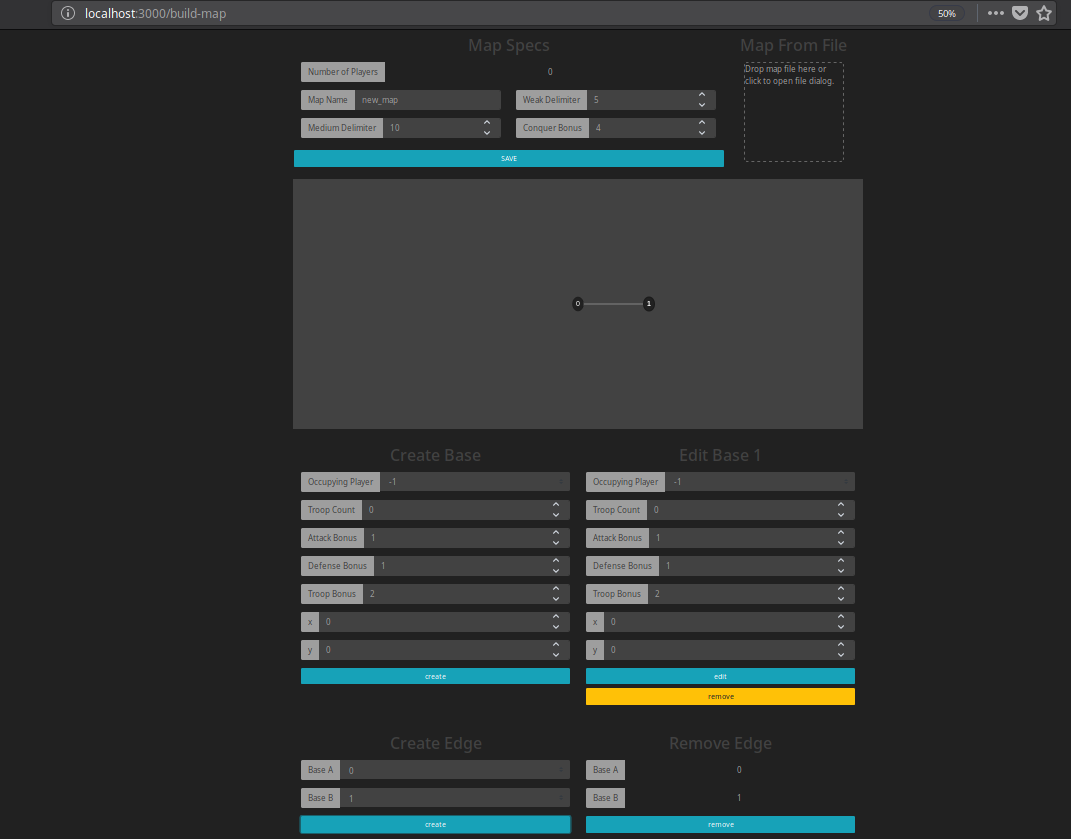 localhost:3000/build-map
50%
Map Specs
Map From File
Number of Players 0
Drop map file here or
click to open file dialog.
Map Name new_map
Weak Delimiter 5
Medium Delimiter 10
Conquer Bonus 4
SAVE
0 1
Create Base
Edit Base 1
Occupying Player -1
Occupying Player -1
Troop Count 0
Troop Count 0
Attack Bonus 1
Attack Bonus 1
Defense Bonus 1
Defense Bonus 1
Troop Bonus 2
Troop Bonus 2
x 0
x 0
y 0
y 0
create
edit
remove
Create Edge
Remove Edge
Base A 0
Base A 0
Base B 1
Base B 1
create
remove